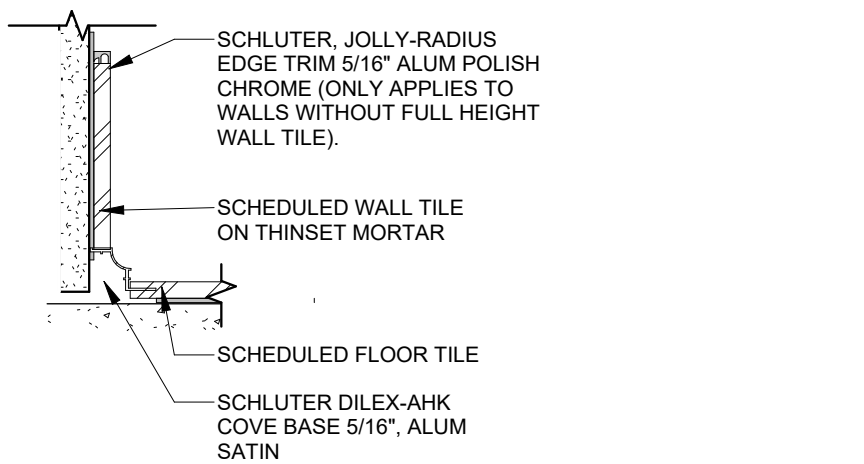 SCHLUTER, JOLLY-RADIUS
EDGE TRIM 5/16" ALUM POLISH
CHROME (ONLY APPLIES TO
WALLS WITHOUT FULL HEIGHT
WALL TILE).
SCHEDULED WALL TILE
ON THINSET MORTAR
SCHEDULED FLOOR TILE
SCHLUTER DILEX-AHK
COVE BASE 5/16", ALUM
SATIN